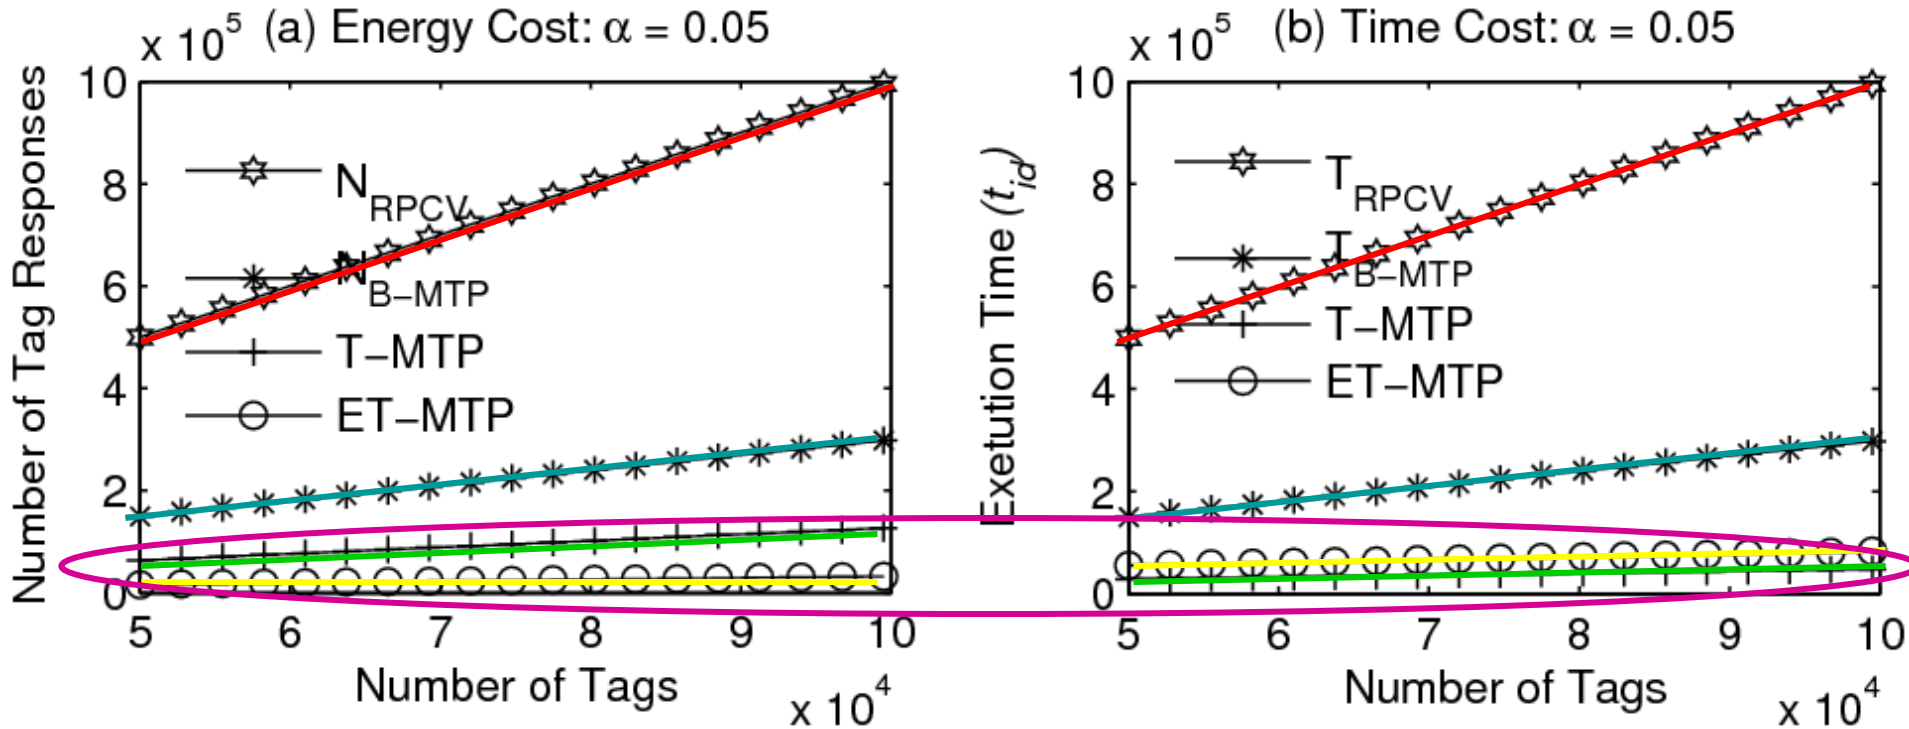 x 10^5 (a) Energy Cost: α = 0.05
Number of Tag Responses
10
8
6
4
2
0
N_RPCV
N_B−MTP
T−MTP
ET−MTP
5 6 7 8 9 10
Number of Tags
x 10^4
x 10^5 (b) Time Cost: α = 0.05
Exetution Time (t_id)
10
8
6
4
2
0
T_RPCV
T_B−MTP
T−MTP
ET−MTP
5 6 7 8 9 10
Number of Tags
x 10^4